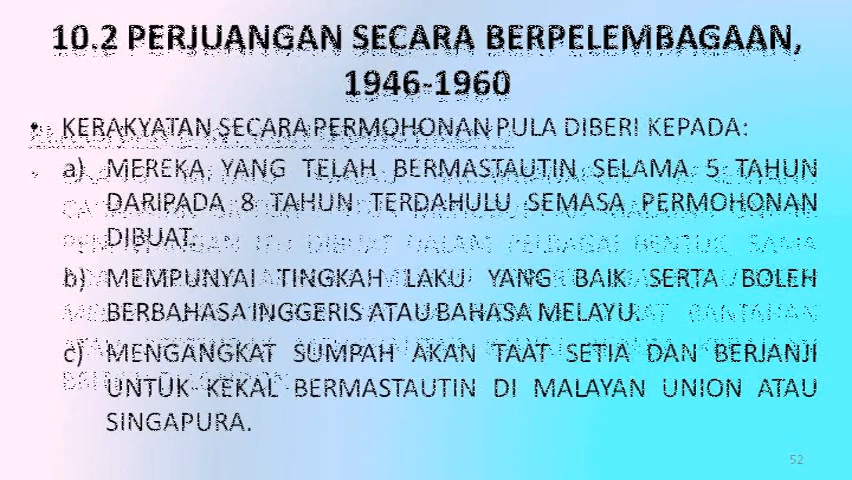 10.2 PERJUANGAN SECARA BERPELEMBAGAAN,
1946-1960
• KERAKYATAN SECARA PERMOHONAN PULA DIBERI KEPADA:
a) MEREKA YANG TELAH BERMASTAUTIN SELAMA 5 TAHUN
DARIPADA 8 TAHUN TERDAHULU SEMASA PERMOHONAN
DIBUAT.
b) MEMPUNYAI TINGKAH LAKU YANG BAIK SERTA BOLEH
BERBAHASA INGGERIS ATAU BAHASA MELAYU.
c) MENGANGKAT SUMPAH AKAN TAAT SETIA DAN BERJANJI
UNTUK KEKAL BERMASTAUTIN DI MALAYAN UNION ATAU
SINGAPURA.
52